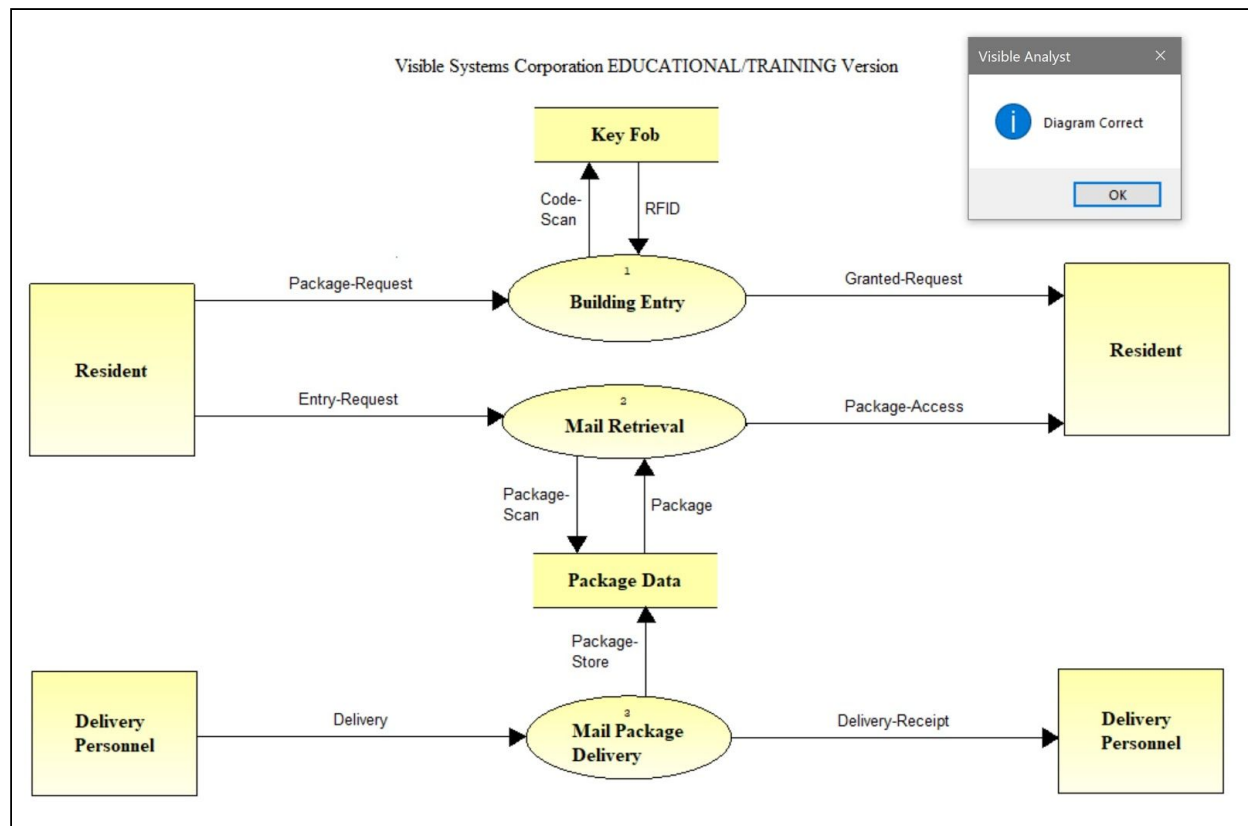 Visible Systems Corporation EDUCATIONAL/TRAINING Version
Visible Analyst
Diagram Correct
OK
Key Fob
Code-
Scan
RFID
1
Building Entry
Package-Request
Granted-Request
Resident
Resident
Entry-Request
2
Mail Retrieval
Package-Access
Package-
Scan
Package
Package Data
Package-
Store
Delivery
Personnel
Delivery
3
Mail Package
Delivery
Delivery-Receipt
Delivery
Personnel